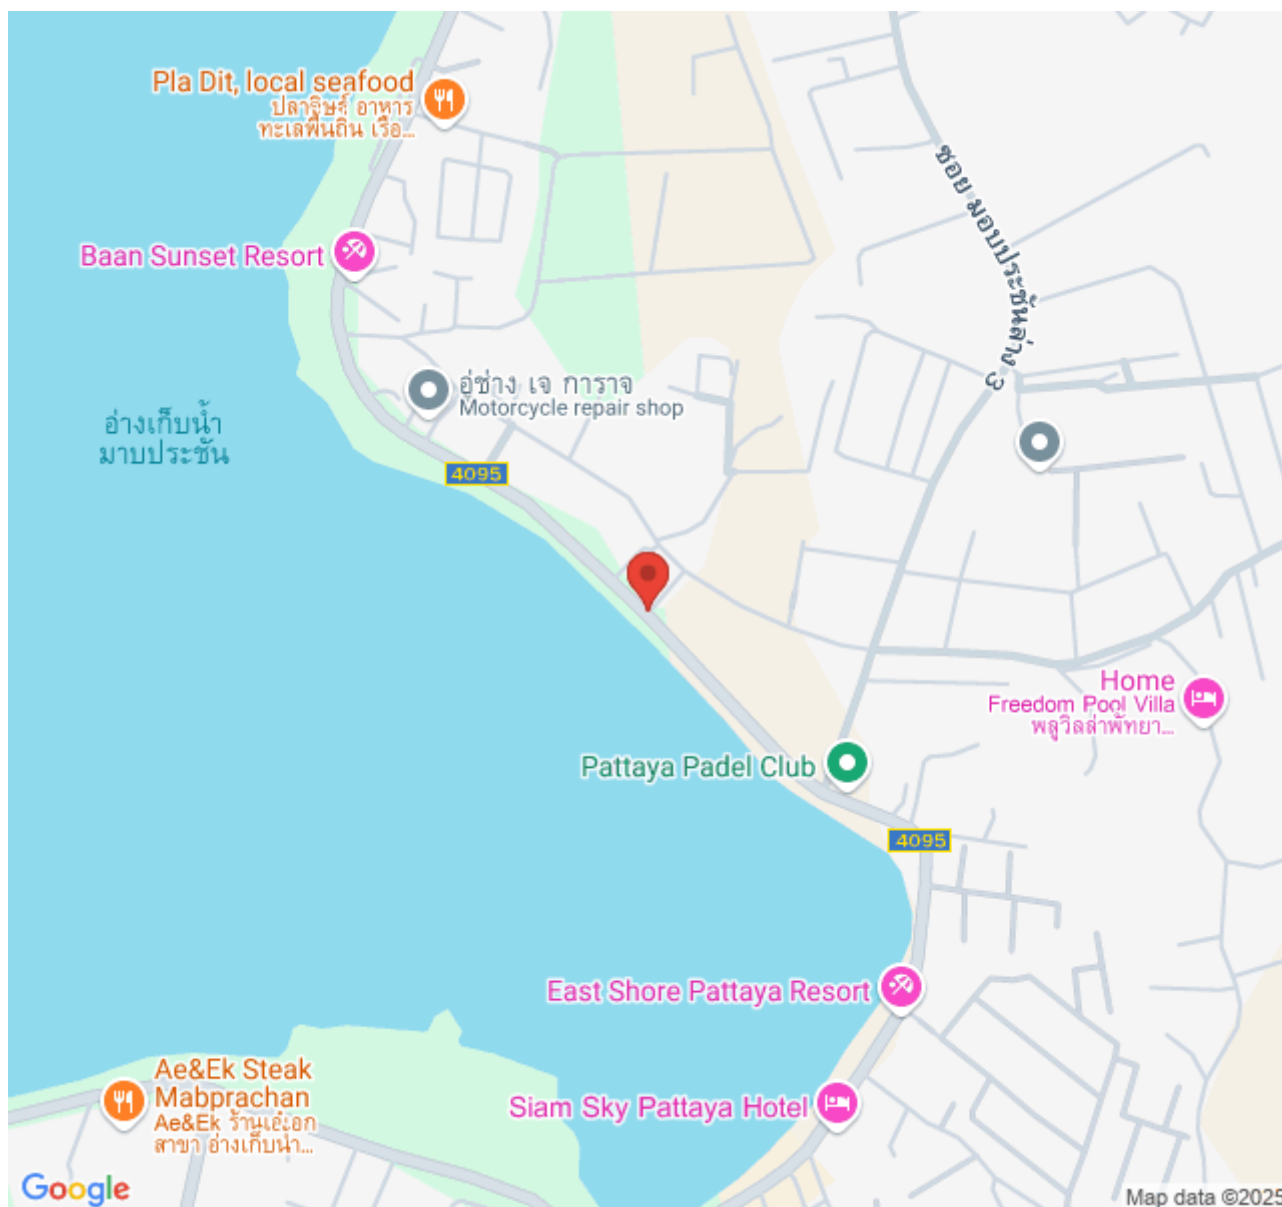 Pla Dit, local seafood
ปลาจิษฐ์ อาหาร
ทะเลพื้นถิ่น เรือ...
ซอย มอบประชันล่าง 3
Baan Sunset Resort
อู่ช่าง เจ การาจ
Motorcycle repair shop
อ่างเก็บน้ำ
มาบประชัน
4095
Home
Freedom Pool Villa
พลูวิลล่าพัทยา...
Pattaya Padel Club
4095
East Shore Pattaya Resort
Ae&Ek Steak
Mabprachan
Ae&Ek ร้านเอ๋เอก
สาขา อ่างเก็บน้ำ...
Siam Sky Pattaya Hotel
Google
Map data ©2025